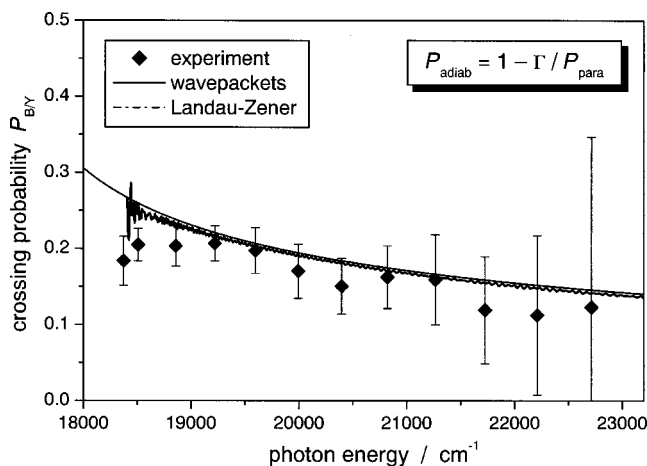 0.5
0.4
0.3
0.2
0.1
0.0
crossing probability P_B/Y
experiment
wavepackets
Landau-Zener
P_adiab = 1 − Γ / P_para
18000 19000 20000 21000 22000 23000
photon energy / cm⁻¹